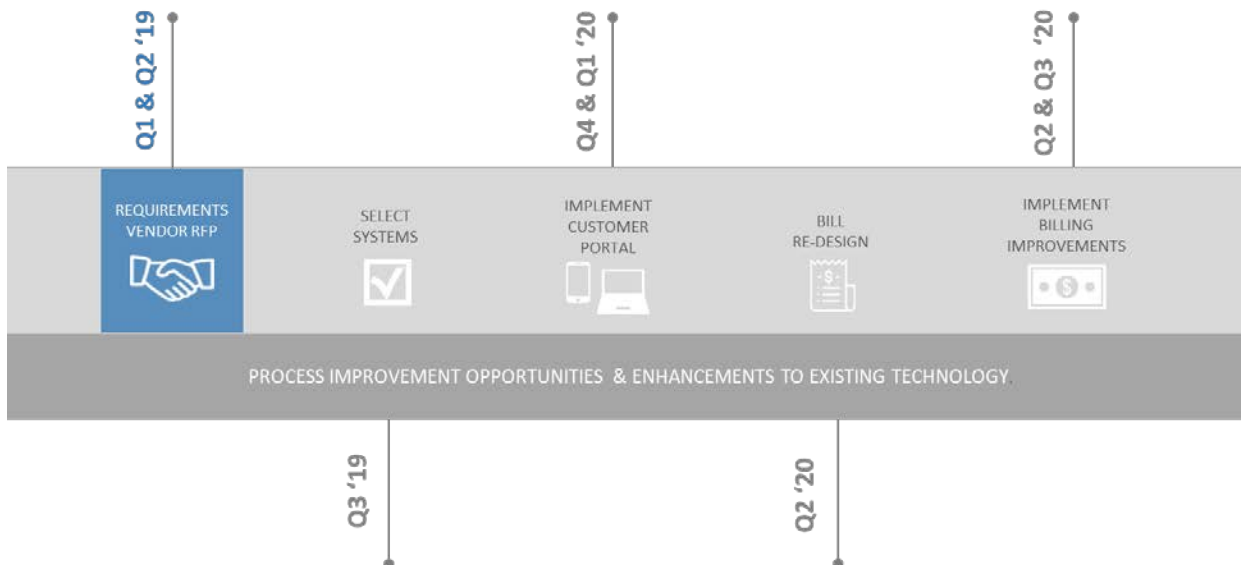 Q1 & Q2 ‘19
Q4 & Q1 ‘20
Q2 & Q3 ‘20
REQUIREMENTS
VENDOR RFP
SELECT
SYSTEMS
IMPLEMENT
CUSTOMER
PORTAL
BILL
RE-DESIGN
$
IMPLEMENT
BILLING
IMPROVEMENTS
$
PROCESS IMPROVEMENT OPPORTUNITIES & ENHANCEMENTS TO EXISTING TECHNOLOGY.
Q3 ‘19
Q2 ‘20